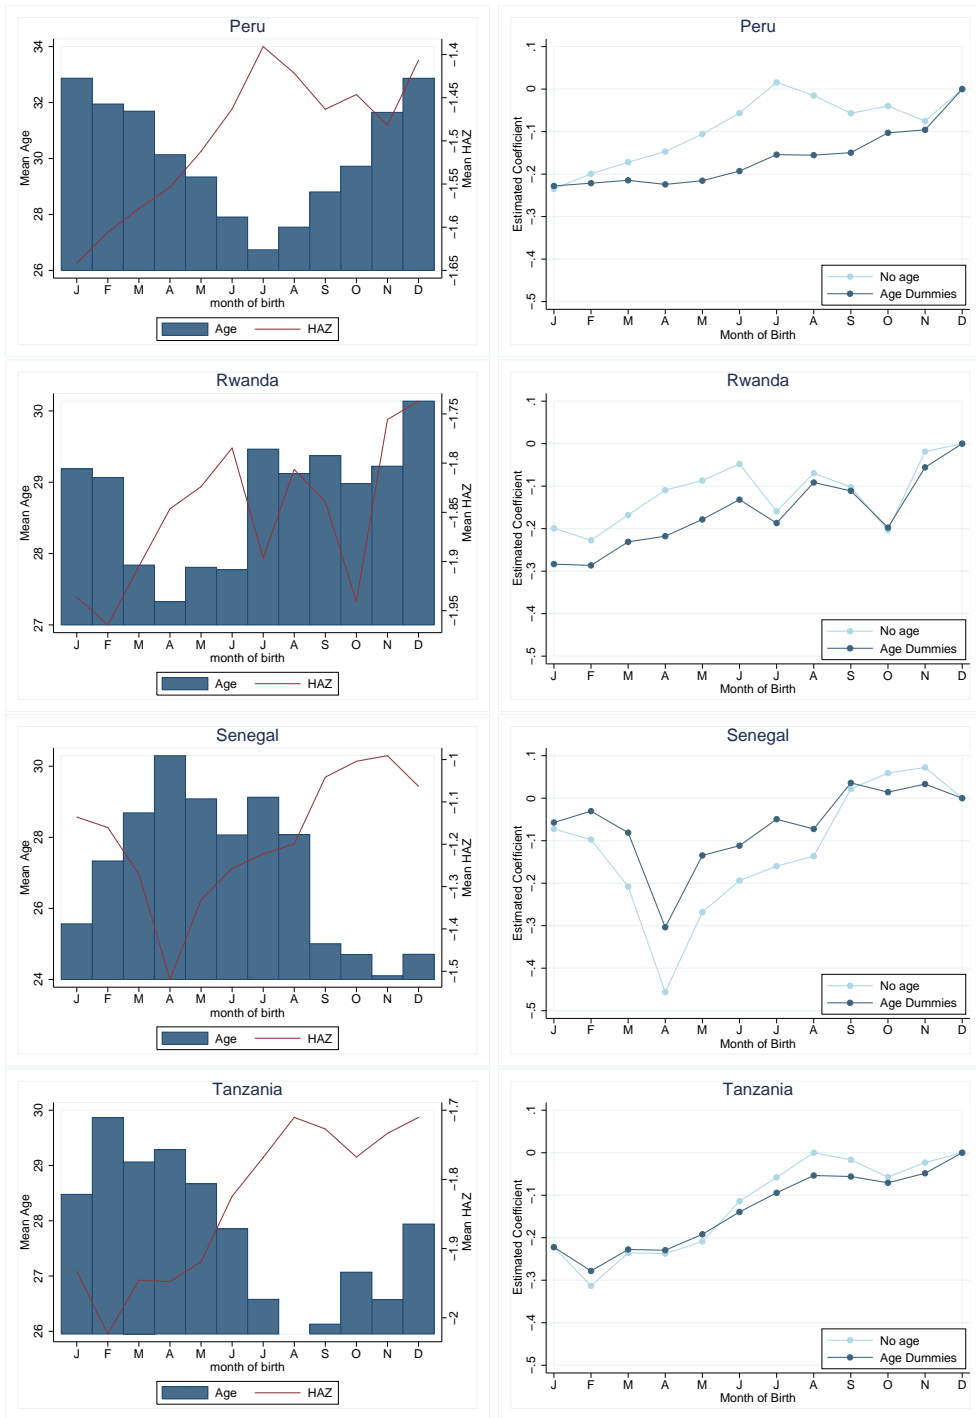 Peru
Mean Age
34
32
30
28
26
Mean HAZ
-1.4
-1.45
-1.5
-1.55
-1.6
-1.65
J F M A M J J A S O N D
month of birth
Age HAZ
Peru
Estimated Coefficient
.1
0
-.1
-.2
-.3
-.4
-.5
No age
Age Dummies
J F M A M J J A S O N D
Month of Birth
Rwanda
Mean Age
30
29
28
27
Mean HAZ
-1.75
-1.8
-1.85
-1.9
-1.95
J F M A M J J A S O N D
month of birth
Age HAZ
Rwanda
Estimated Coefficient
.1
0
-.1
-.2
-.3
-.4
-.5
No age
Age Dummies
J F M A M J J A S O N D
Month of Birth
Senegal
Mean Age
30
28
26
24
Mean HAZ
-1
-1.1
-1.2
-1.3
-1.4
-1.5
J F M A M J J A S O N D
month of birth
Age HAZ
Senegal
Estimated Coefficient
.1
0
-.1
-.2
-.3
-.4
-.5
No age
Age Dummies
J F M A M J J A S O N D
Month of Birth
Tanzania
Mean Age
30
29
28
27
26
Mean HAZ
-1.7
-1.8
-1.9
-2
J F M A M J J A S O N D
month of birth
Age HAZ
Tanzania
Estimated Coefficient
.1
0
-.1
-.2
-.3
-.4
-.5
No age
Age Dummies
J F M A M J J A S O N D
Month of Birth